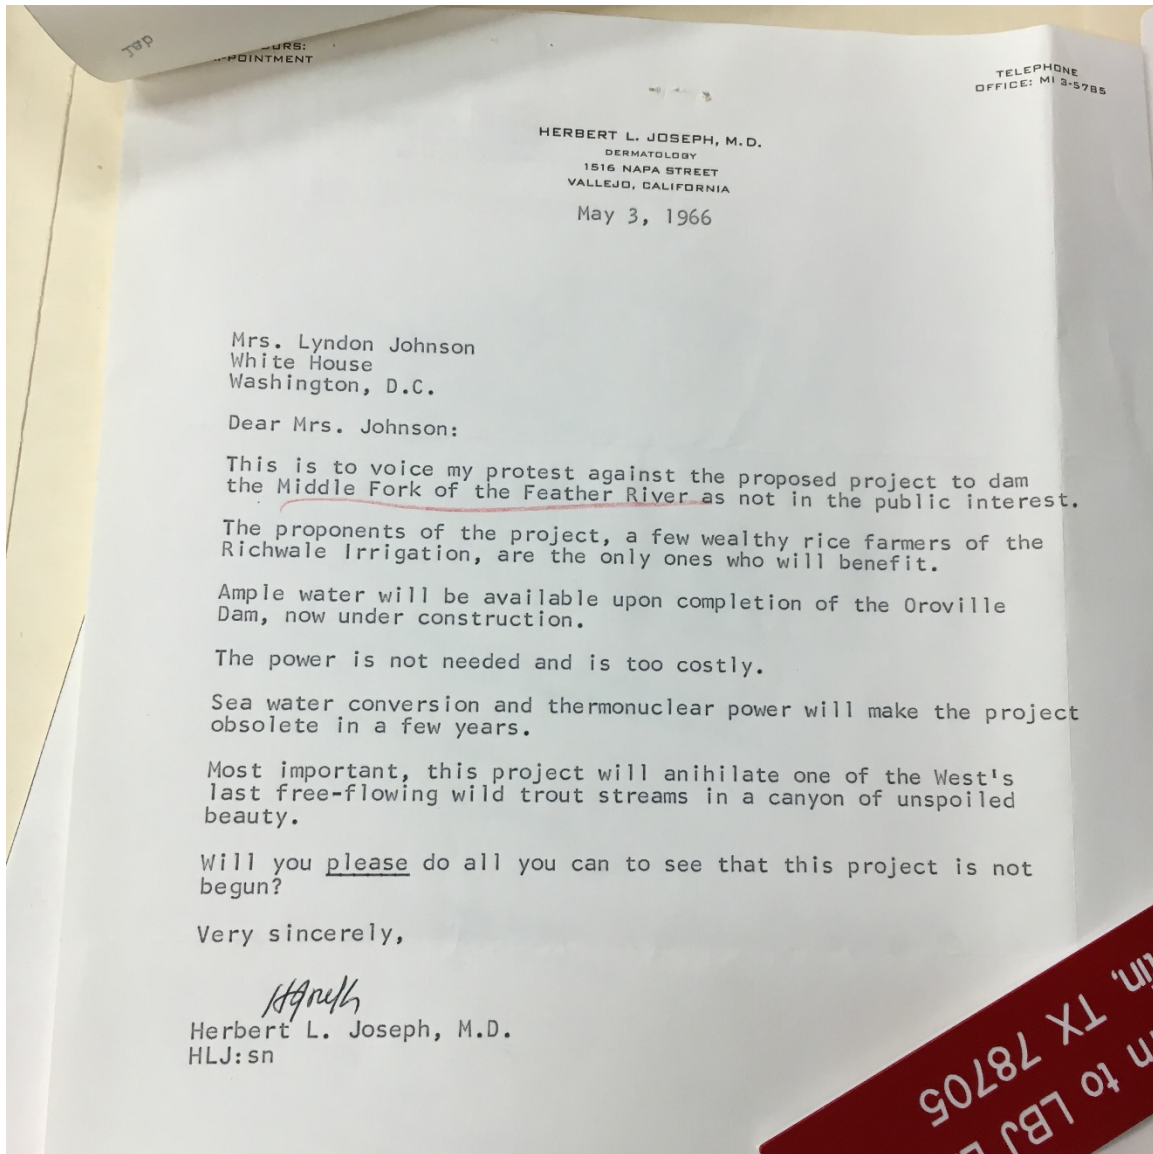 POINTMENT
TELEPHONE
OFFICE: MI 3-5785
HERBERT L. JOSEPH, M.D.
DERMATOLOGY
1516 NAPA STREET
VALLEJO, CALIFORNIA
May 3, 1966
Mrs. Lyndon Johnson
White House
Washington, D.C.
Dear Mrs. Johnson:
This is to voice my protest against the proposed project to dam
the Middle Fork of the Feather River as not in the public interest.
The proponents of the project, a few wealthy rice farmers of the
Richwale Irrigation, are the only ones who will benefit.
Ample water will be available upon completion of the Oroville
Dam, now under construction.
The power is not needed and is too costly.
Sea water conversion and thermonuclear power will make the project
obsolete in a few years.
Most important, this project will anihilate one of the West's
last free-flowing wild trout streams in a canyon of unspoiled
beauty.
Will you please do all you can to see that this project is not
begun?
Very sincerely,
Herbert L. Joseph, M.D.
HLJ:sn
to LBJ
TX 78705